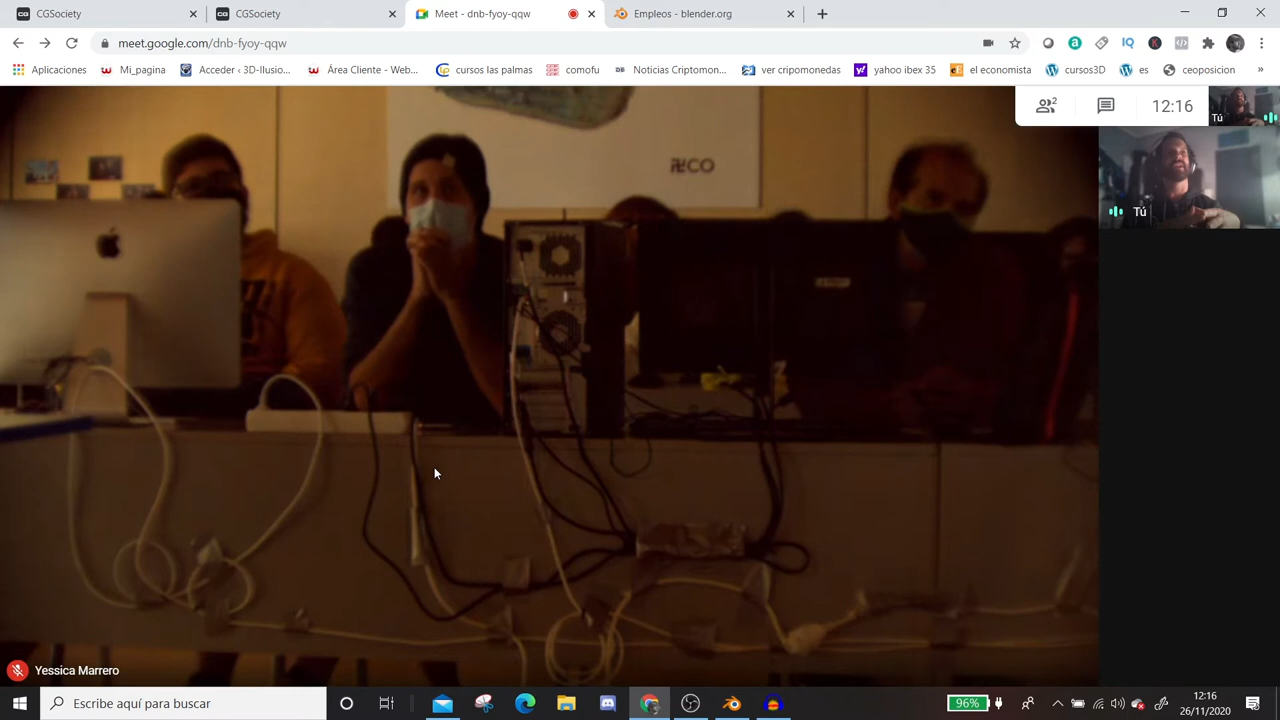 CGSociety
CGSociety
Meet - dnb-fyoy-qqw
Empleos - blender.org
meet.google.com/dnb-fyoy-qqw
Aplicaciones
Mi_pagina
Acceder ‹ 3D-Ilusio...
Área Cliente - Web...
cursos las palmas
comofu
Noticias Criptomon...
ver cripomonedas
yahoo ibex 35
el economista
cursos3D
es
ceoposicion
2
12:16
Tú
Tú
CO
Yessica Marrero
Escribe aquí para buscar
96%
12:16
26/11/2020